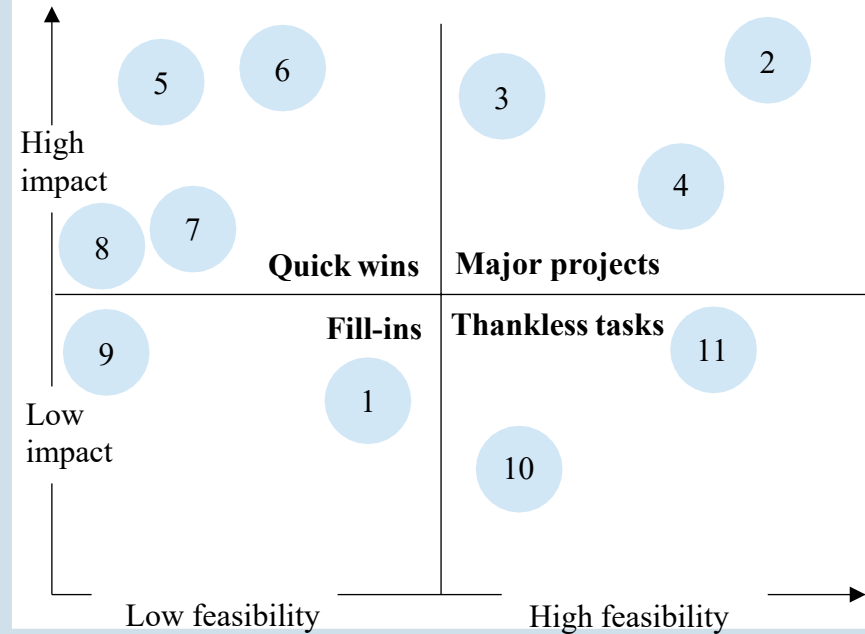 5
6
3
2
High
impact
4
8
7
Quick wins
Major projects
Fill-ins
Thankless tasks
9
11
1
Low
impact
10
Low feasibility
High feasibility